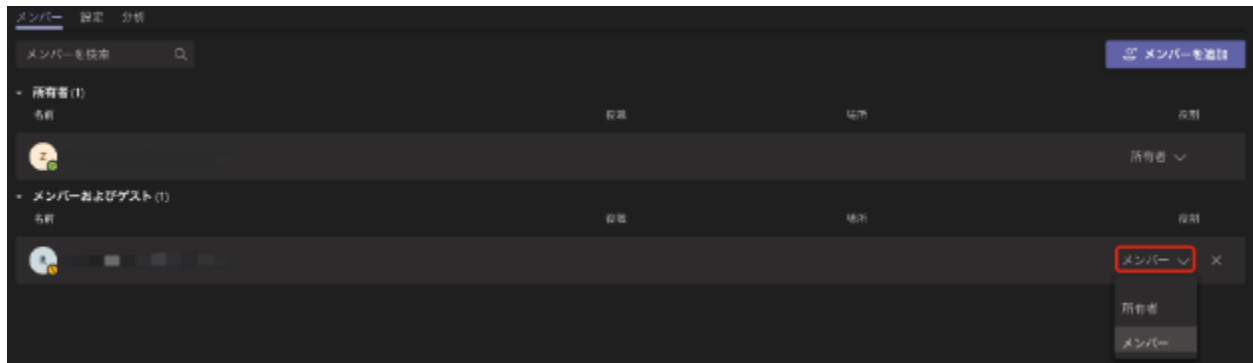 メンバー 設定 分析
メンバーを検索
メンバーを追加
所有者 (1)
名前 役職 場所 役割
Z
所有者
メンバーおよびゲスト (1)
名前 役職 場所 役割
メンバー
所有者
メンバー